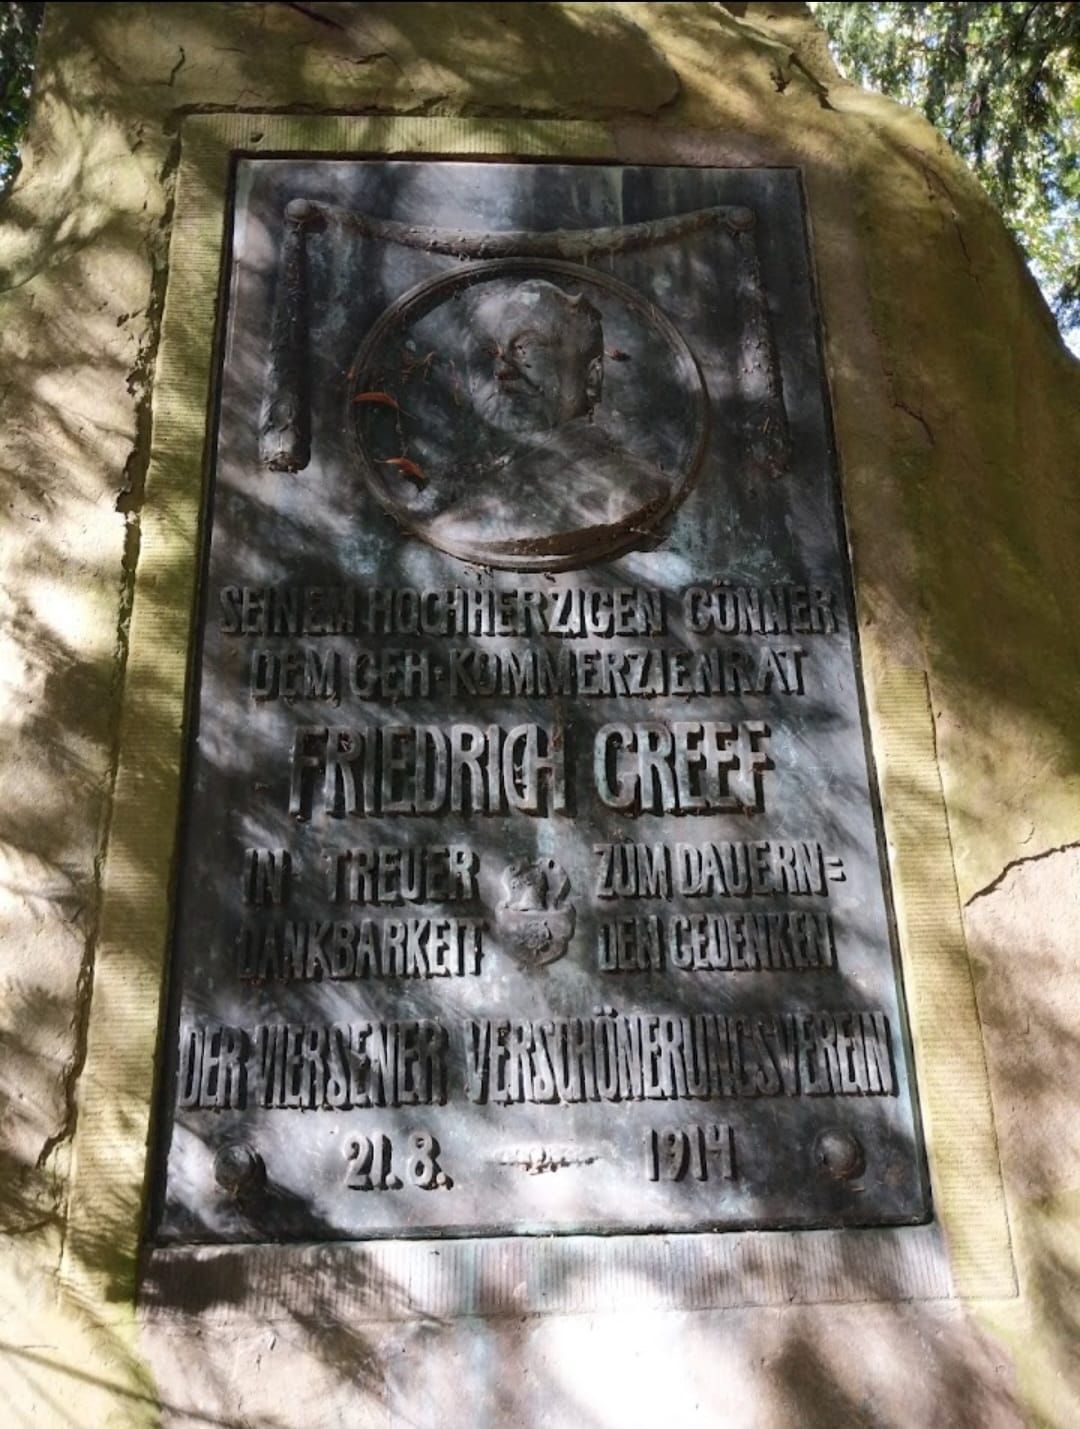 SEINEM HOCHHERZIGEN GÖNNER
DEM GEH· KOMMERZIENRAT
FRIEDRICH GREEF
IN TREUER
DANKBARKEIT
ZUM DAUERN=
DEN GEDENKEN
DER VIERSENER VERSCHÖNERUNGSVEREIN
21.8. 1914